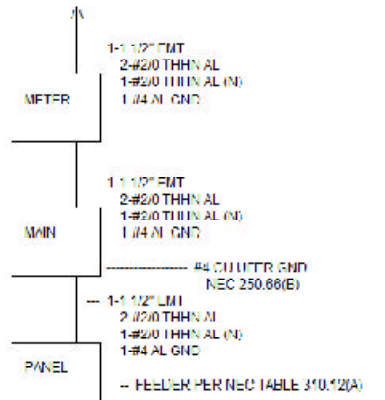 1-1 1/2" EMT
2-#2/0 THHN AL
1-#2/0 THHN AL (N)
METER
1-#4 AL GND
1-1 1/2" EMT
2-#2/0 THHN AL
1-#2/0 THHN AL (N)
MAIN
1-#4 AL GND
#4 CU UFER GND
NEC 250.66(B)
1-1 1/2" EMT
2-#2/0 THHN AL
1-#2/0 THHN AL (N)
1-#4 AL GND
PANEL
-- FEEDER PER NEC TABLE 310.12(A)